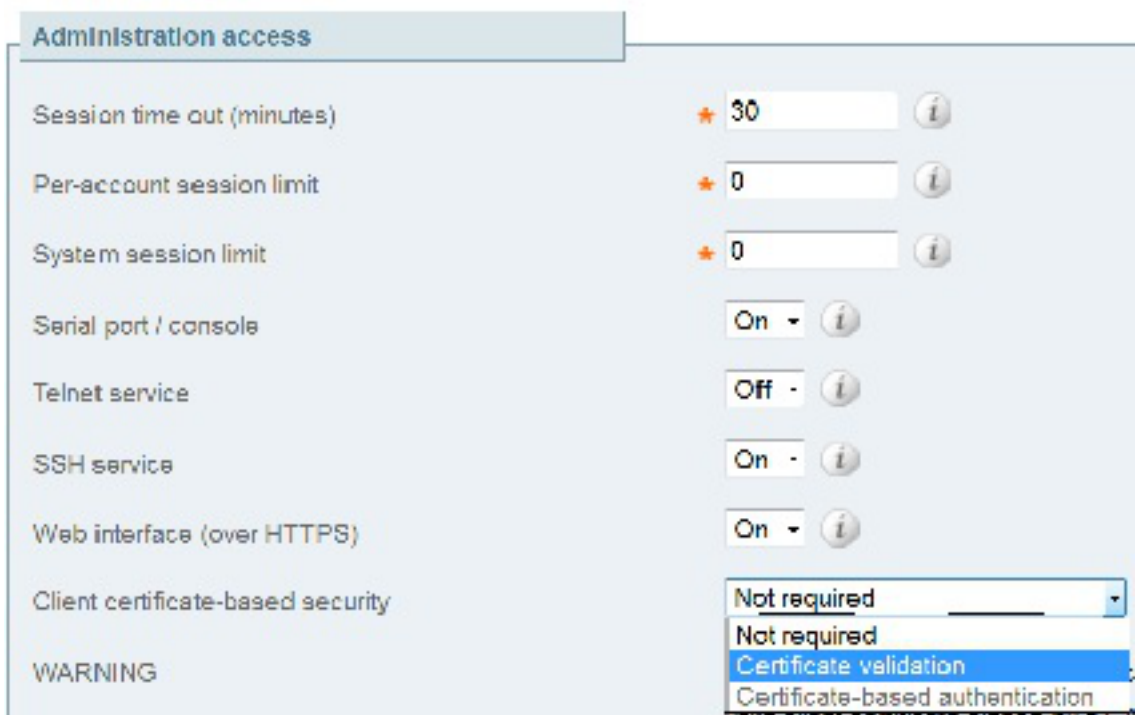 Administration access
Session time out (minutes) * 30 i
Per-account session limit * 0 i
System session limit * 0 i
Serial port / console On i
Telnet service Off i
SSH service On i
Web interface (over HTTPS) On i
Client certificate-based security Not required
Not required
WARNING Certificate validation
Certificate-based authentication